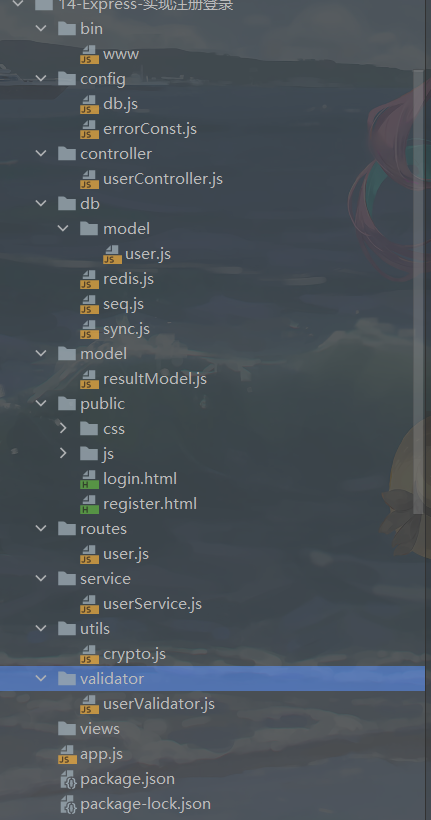 14-Express-实现注册登录
bin
www
config
db.js
errorConst.js
controller
userController.js
db
model
user.js
redis.js
seq.js
sync.js
model
resultModel.js
public
css
js
login.html
register.html
routes
user.js
service
userService.js
utils
crypto.js
validator
userValidator.js
views
app.js
package.json
package-lock.json